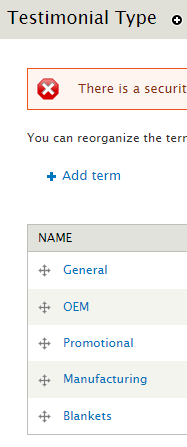 Testimonial Type
There is a securit
You can reorganize the terr
Add term
NAME
General
OEM
Promotional
Manufacturing
Blankets